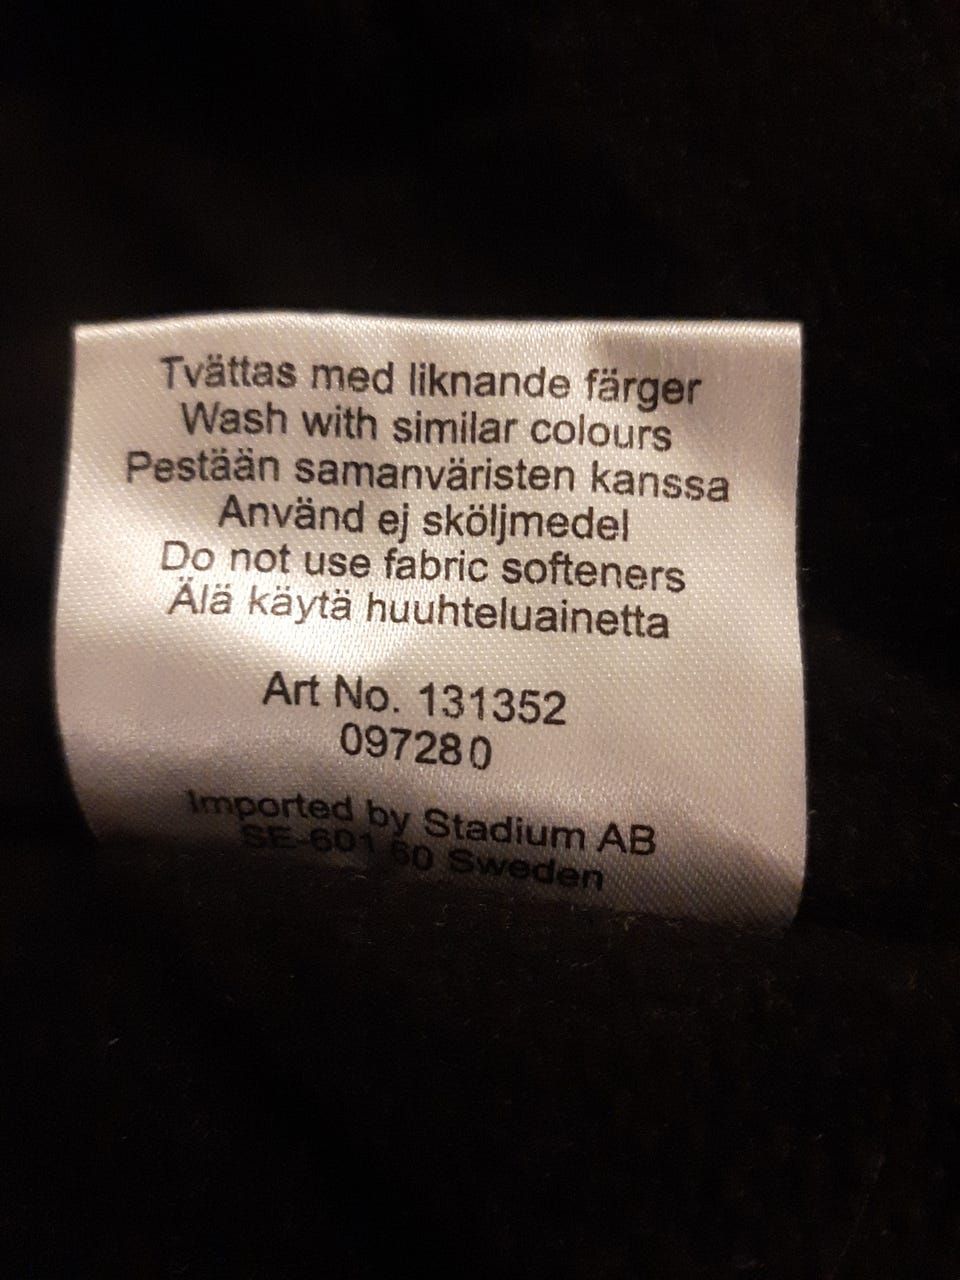 Tvättas med liknande färger
Wash with similar colours
Pestään samanväristen kanssa
Använd ej sköljmedel
Do not use fabric softeners
Älä käytä huuhteluainetta
Art No. 131352
097280
Imported by Stadium AB
SE-601 60 Sweden